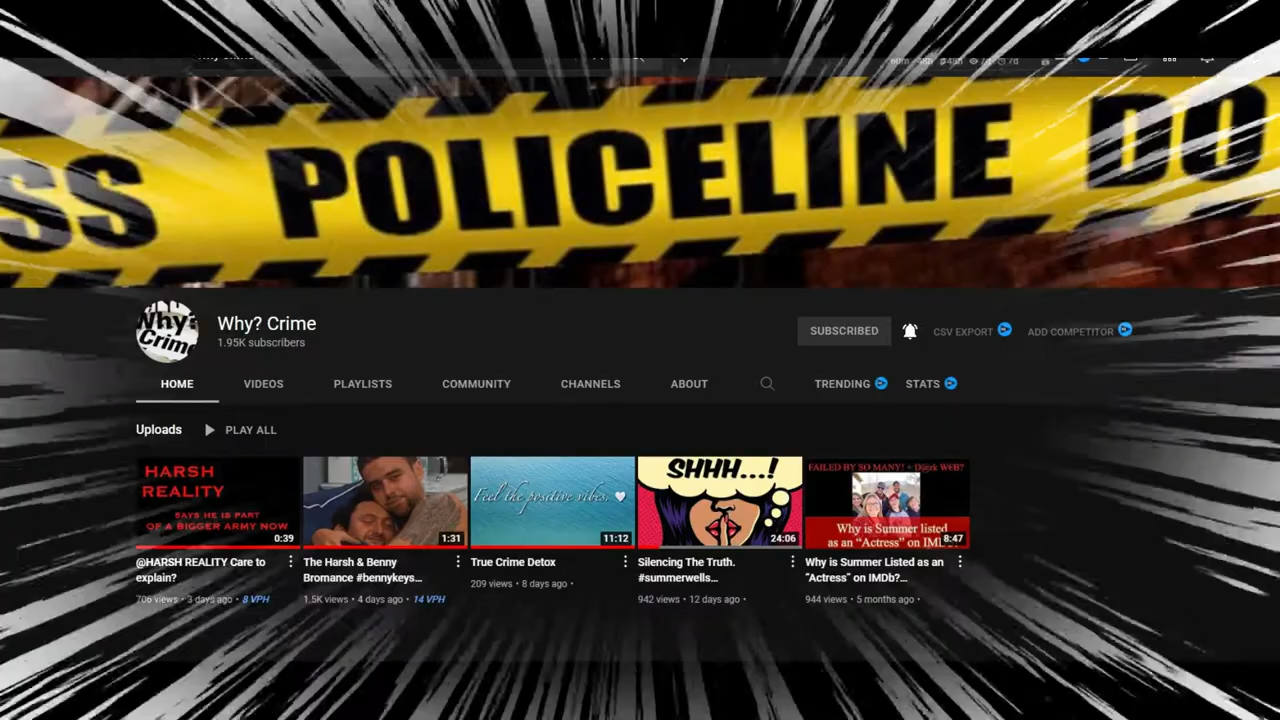 SS POLICELINE DO
Why?
Crime
Why? Crime
1.95K subscribers
SUBSCRIBED
CSV EXPORT
ADD COMPETITOR
HOME
VIDEOS
PLAYLISTS
COMMUNITY
CHANNELS
ABOUT
TRENDING
STATS
Uploads
PLAY ALL
HARSH
REALITY
SAYS HE IS PART
OF A BIGGER ARMY NOW
0:39
1:31
Feel the positive vibes.
11:12
SHHH...!
24:06
FAILED BY SO MANY! + D@rk WEB?
Why is Summer listed
as an "Actress" on IMD
8:47
@HARSH REALITY Care to
explain?
706 views • 3 days ago • 8 VPH
The Harsh & Benny
Bromance #bennykeys...
1.5K views • 4 days ago • 14 VPH
True Crime Detox
209 views • 8 days ago •
Silencing The Truth.
#summerwells...
942 views • 12 days ago •
Why is Summer Listed as an
“Actress” on IMDb?...
944 views • 5 months ago •